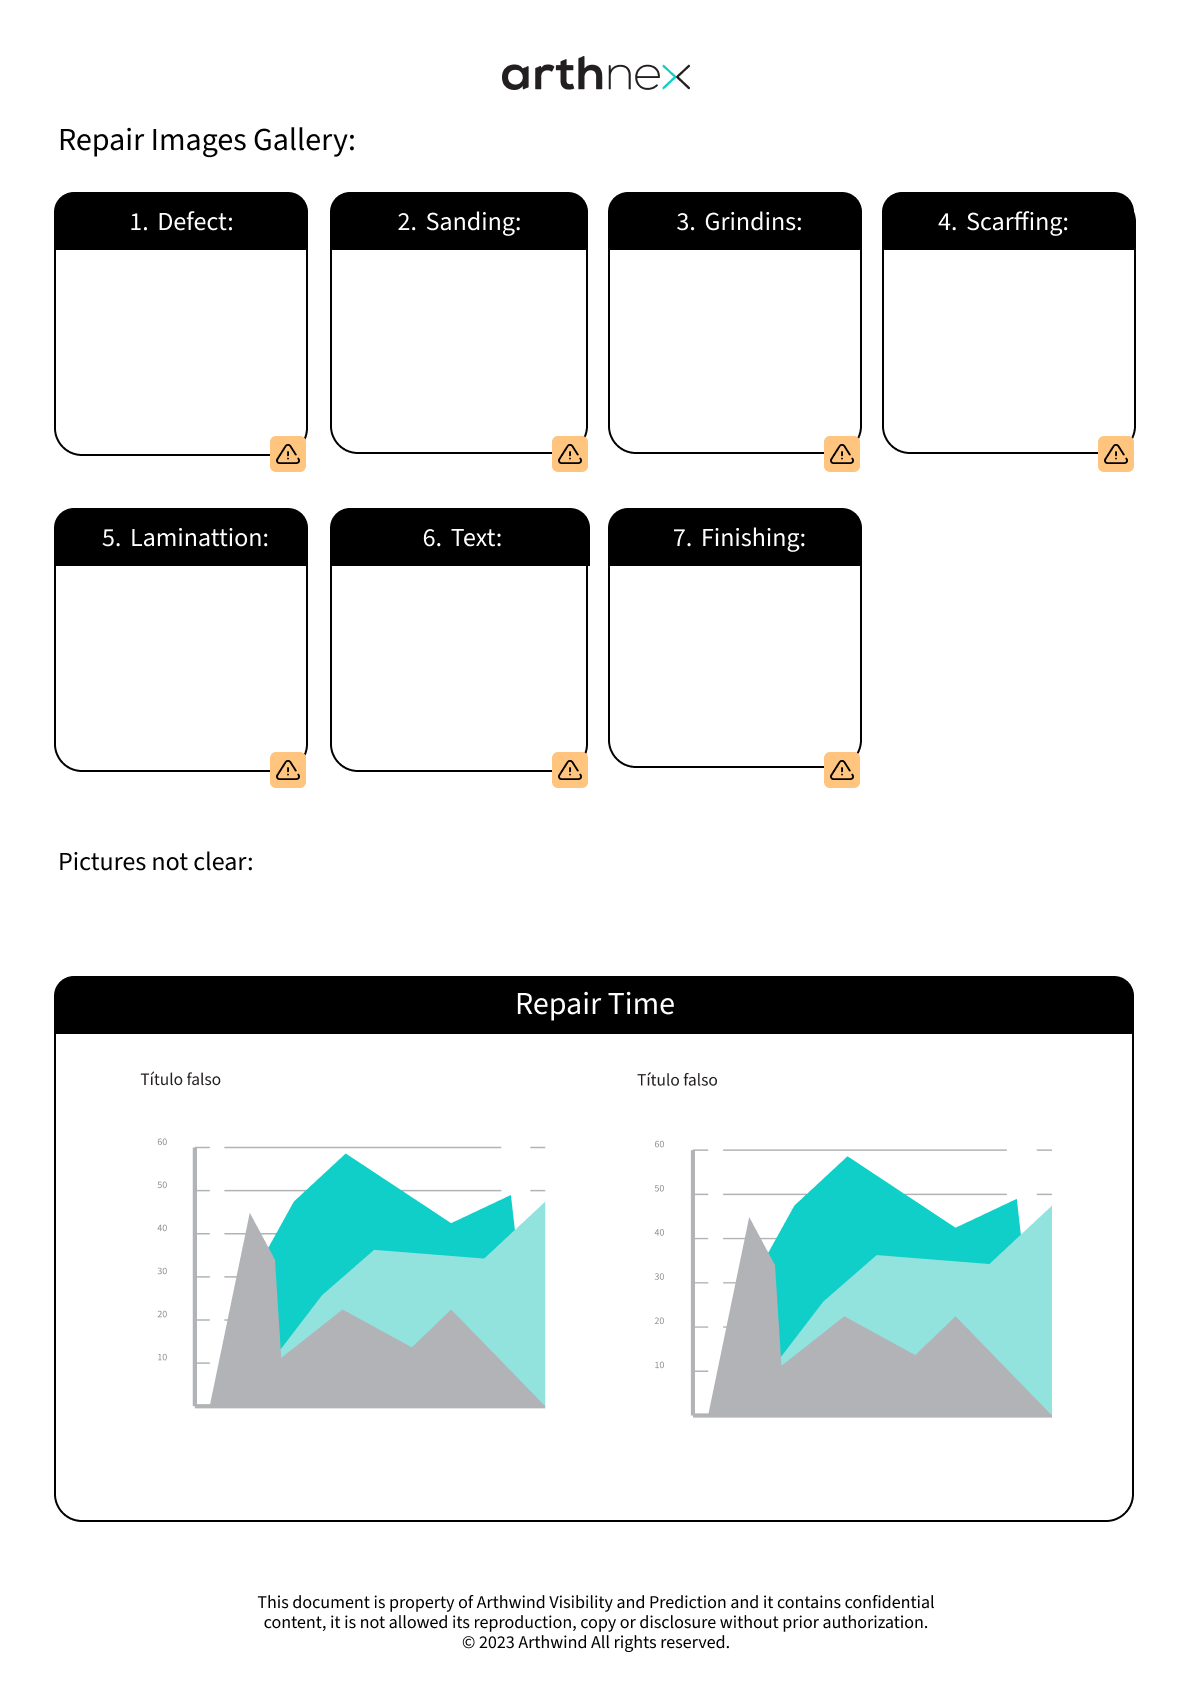 arthnex
Repair Images Gallery:
1. Defect:
2. Sanding:
3. Grindins:
4. Scarffing:
5. Laminattion:
6. Text:
7. Finishing:
Pictures not clear:
Repair Time
Título falso
60
50
40
30
20
10
Título falso
60
50
40
30
20
10
This document is property of Arthwind Visibility and Prediction and it contains confidential
content, it is not allowed its reproduction, copy or disclosure without prior authorization.
© 2023 Arthwind All rights reserved.